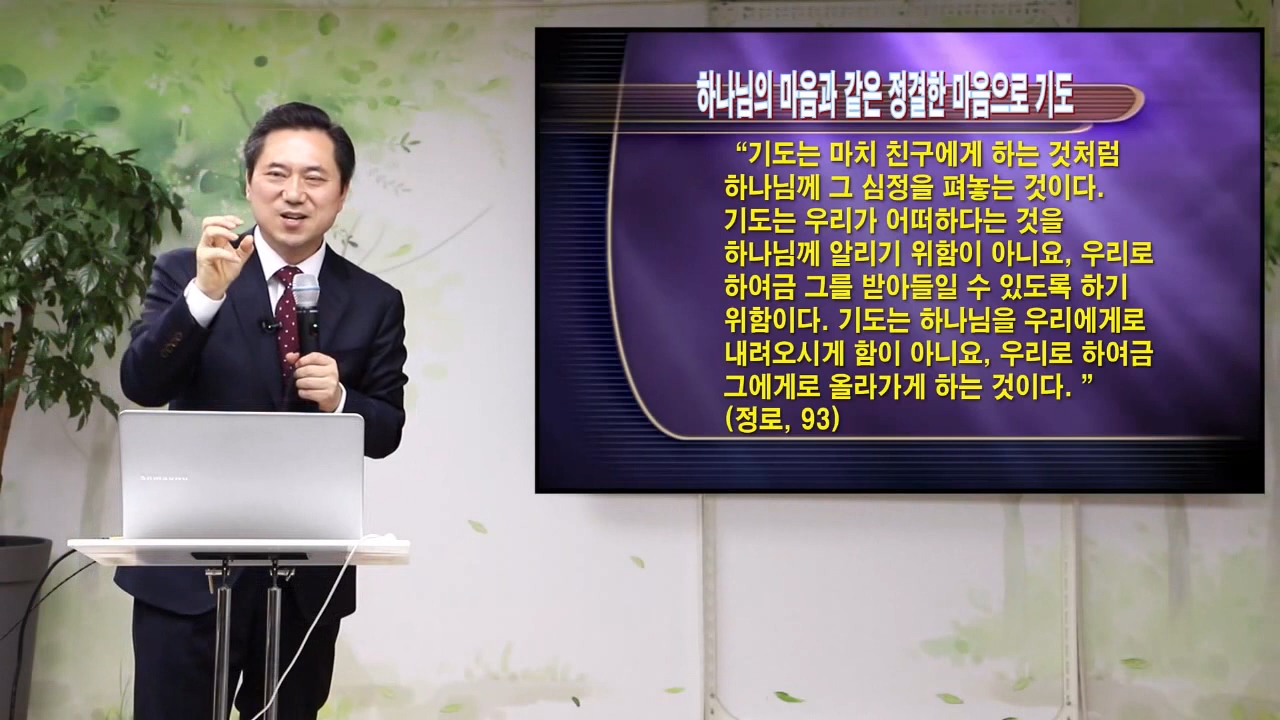 하나님의 마음과 같은 정결한 마음으로 기도
“기도는 마치 친구에게 하는 것처럼
하나님께 그 심정을 펴놓는 것이다.
기도는 우리가 어떠하다는 것을
하나님께 알리기 위함이 아니요, 우리로
하여금 그를 받아들일 수 있도록 하기
위함이다. 기도는 하나님을 우리에게로
내려오시게 함이 아니요, 우리로 하여금
그에게로 올라가게 하는 것이다. ”
(정로, 93)
SAMSUNG